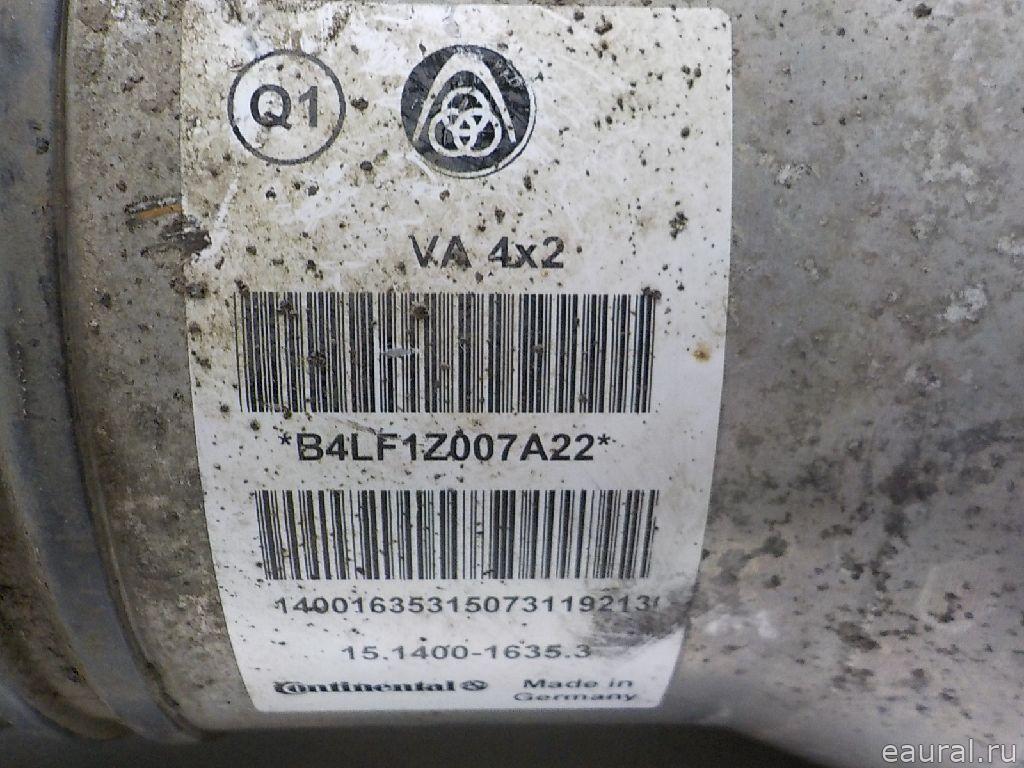 Q1
VA 4x2
*B4LF1Z007A22*
15.1400-1635.3
Continental
Made in
Germany
eaural.ru